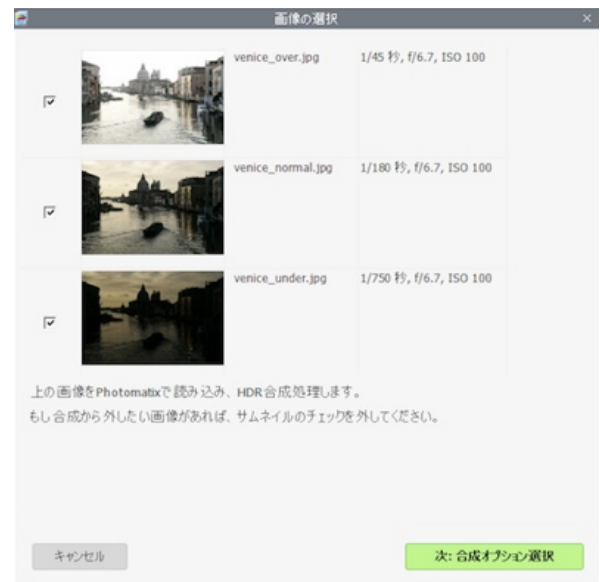 画像の選択
venice_over.jpg 1/45 秒, f/6.7, ISO 100
venice_normal.jpg 1/180 秒, f/6.7, ISO 100
venice_under.jpg 1/750 秒, f/6.7, ISO 100
上の画像をPhotomatixで読み込み、HDR合成処理します。
もし合成から外したい画像があれば、サムネイルのチェックを外してください。
キャンセル 次: 合成オプション選択